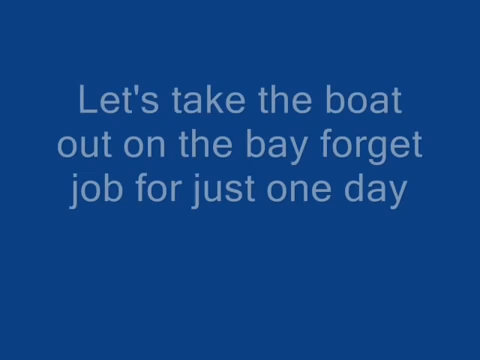 Let's take the boat
out on the bay forget
job for just one day